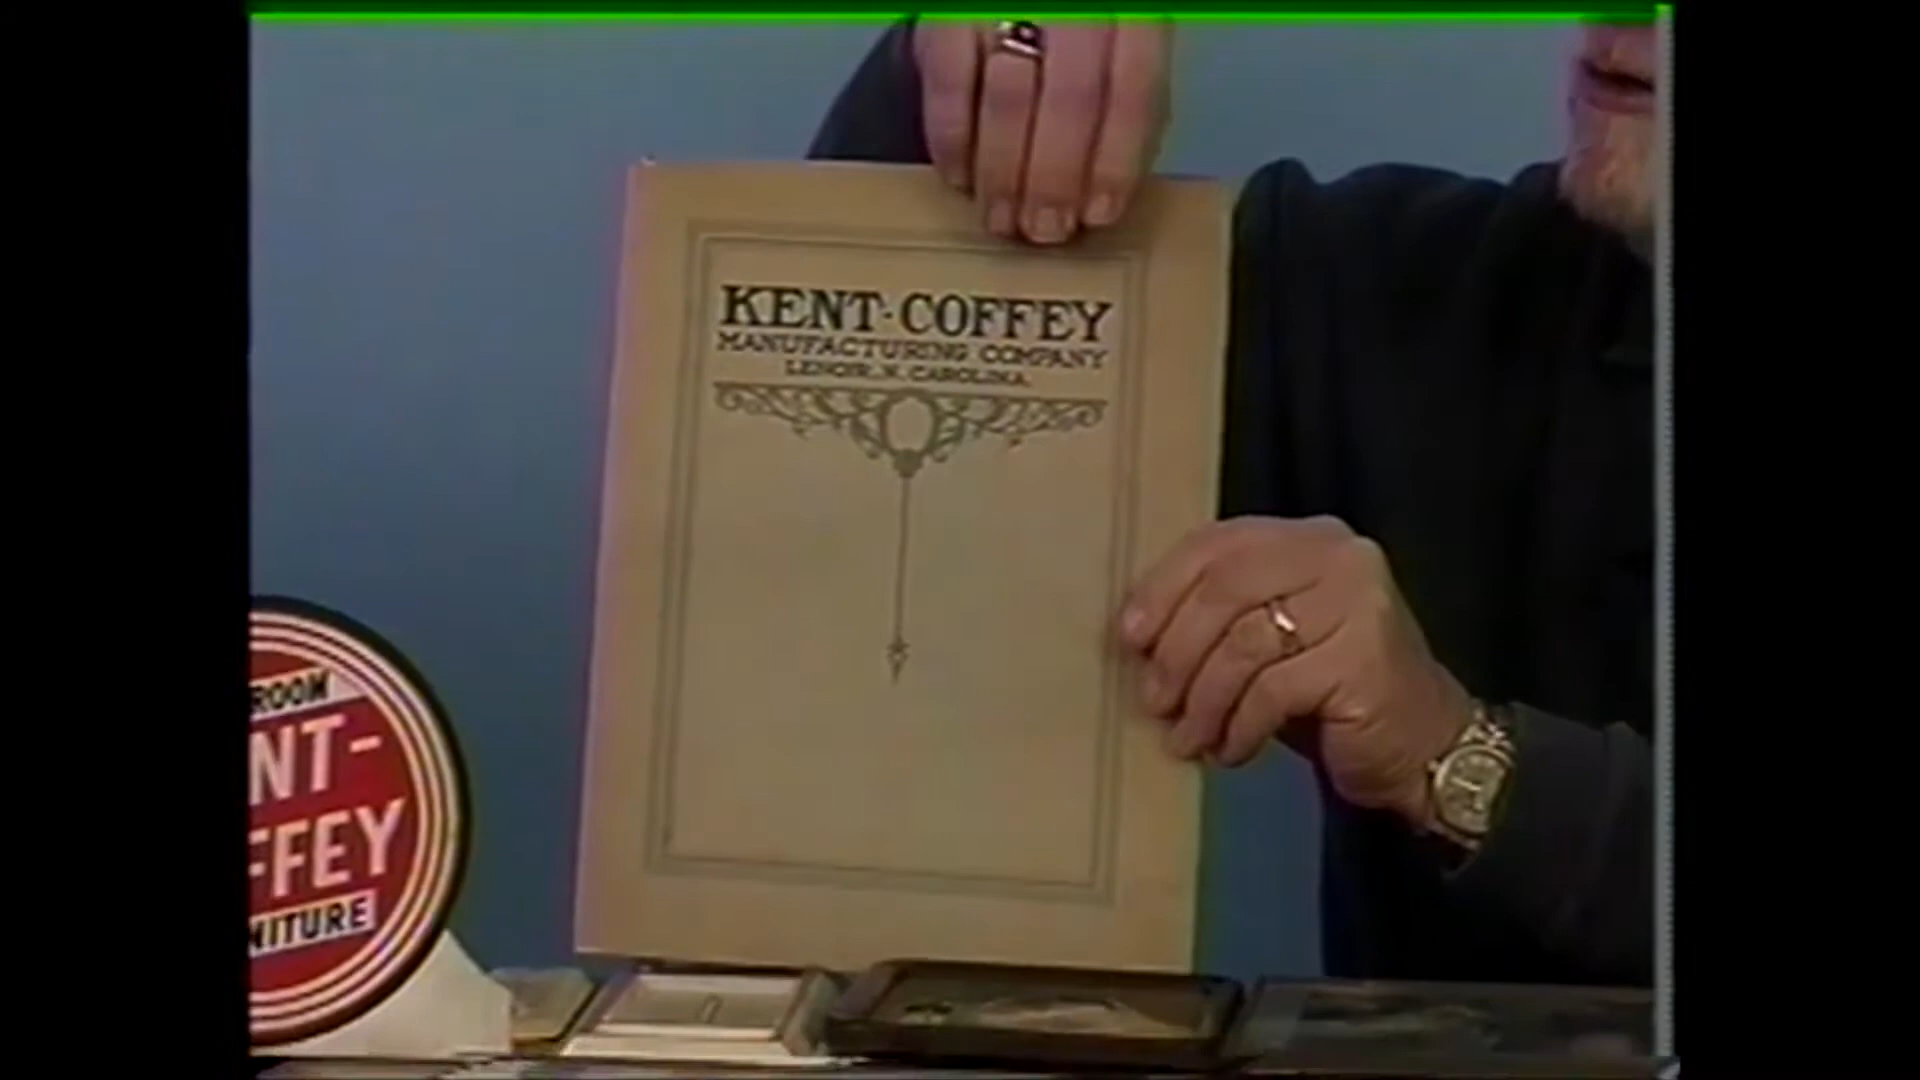 KENT-COFFEY
MANUFACTURING COMPANY
LENOIR, N. CAROLINA.
ROOM
NT-
FFEY
NITURE